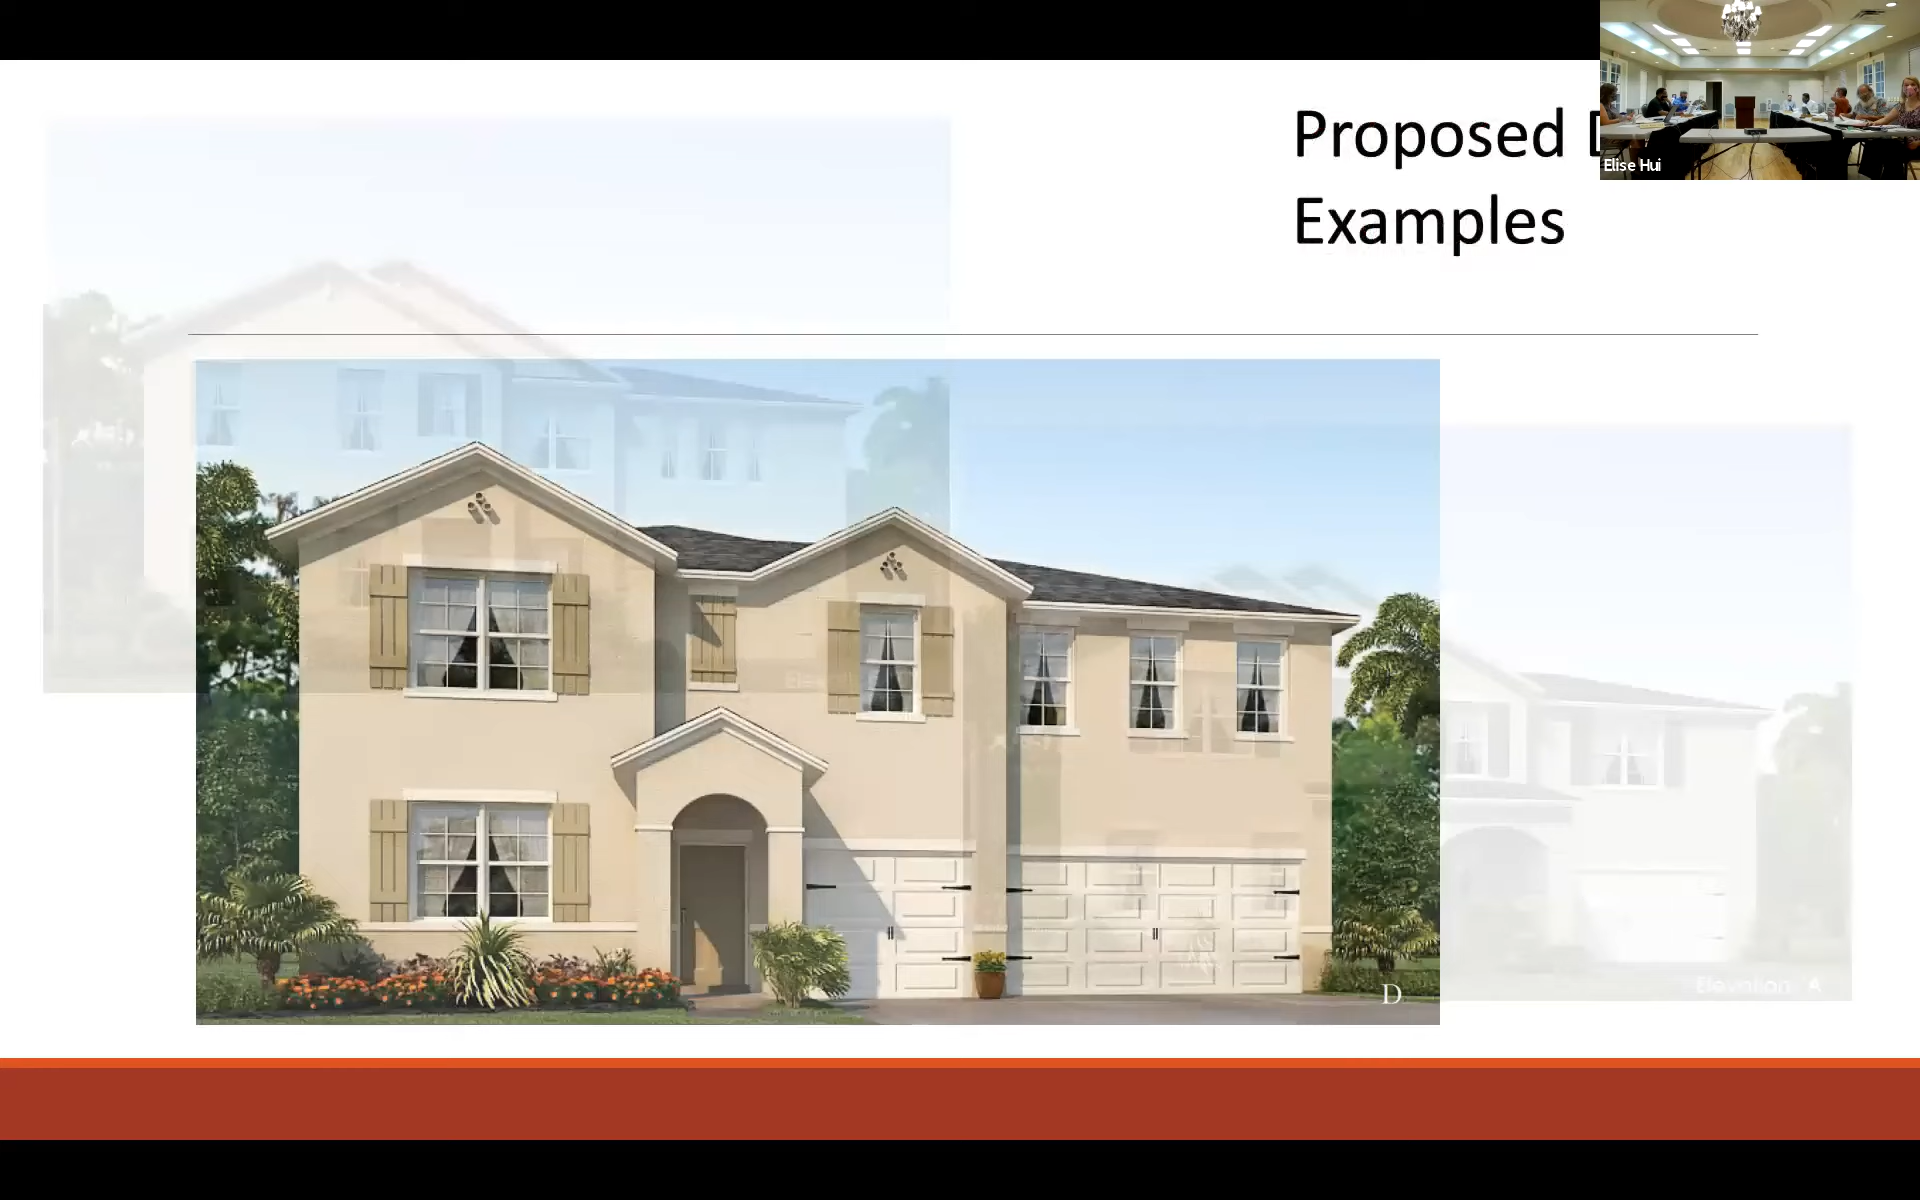 Proposed
Examples
Elise Hui
D
Elevation A